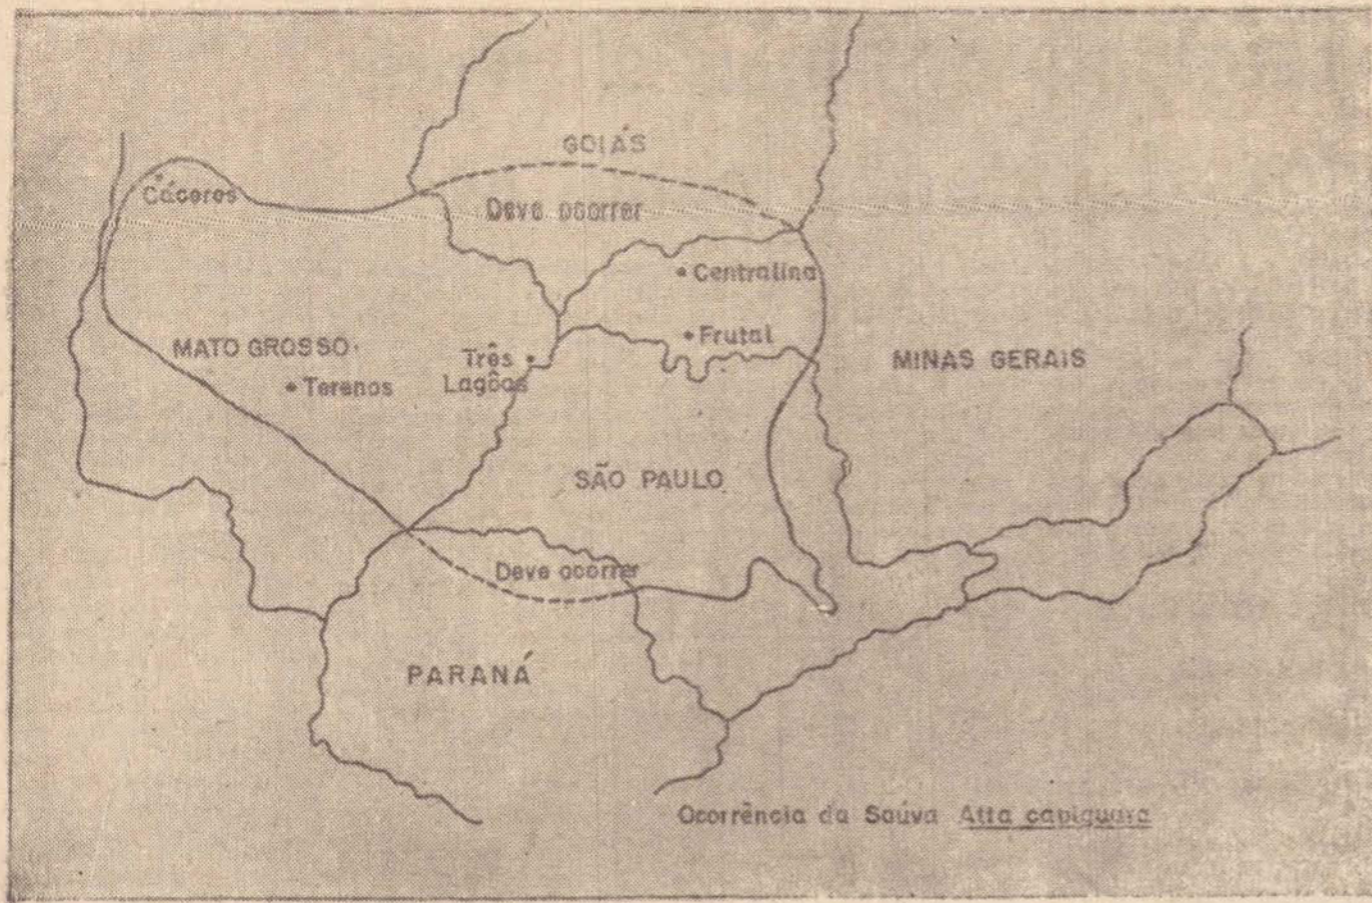 GOIÁS
Cáceres
Deve ocorrer
Centralina
Frutal
MATO GROSSO
Três
Lagôas
MINAS GERAIS
Terenos
SÃO PAULO
Deve ocorrer
PARANÁ
Ocorrência da Saúva Atta capiguara